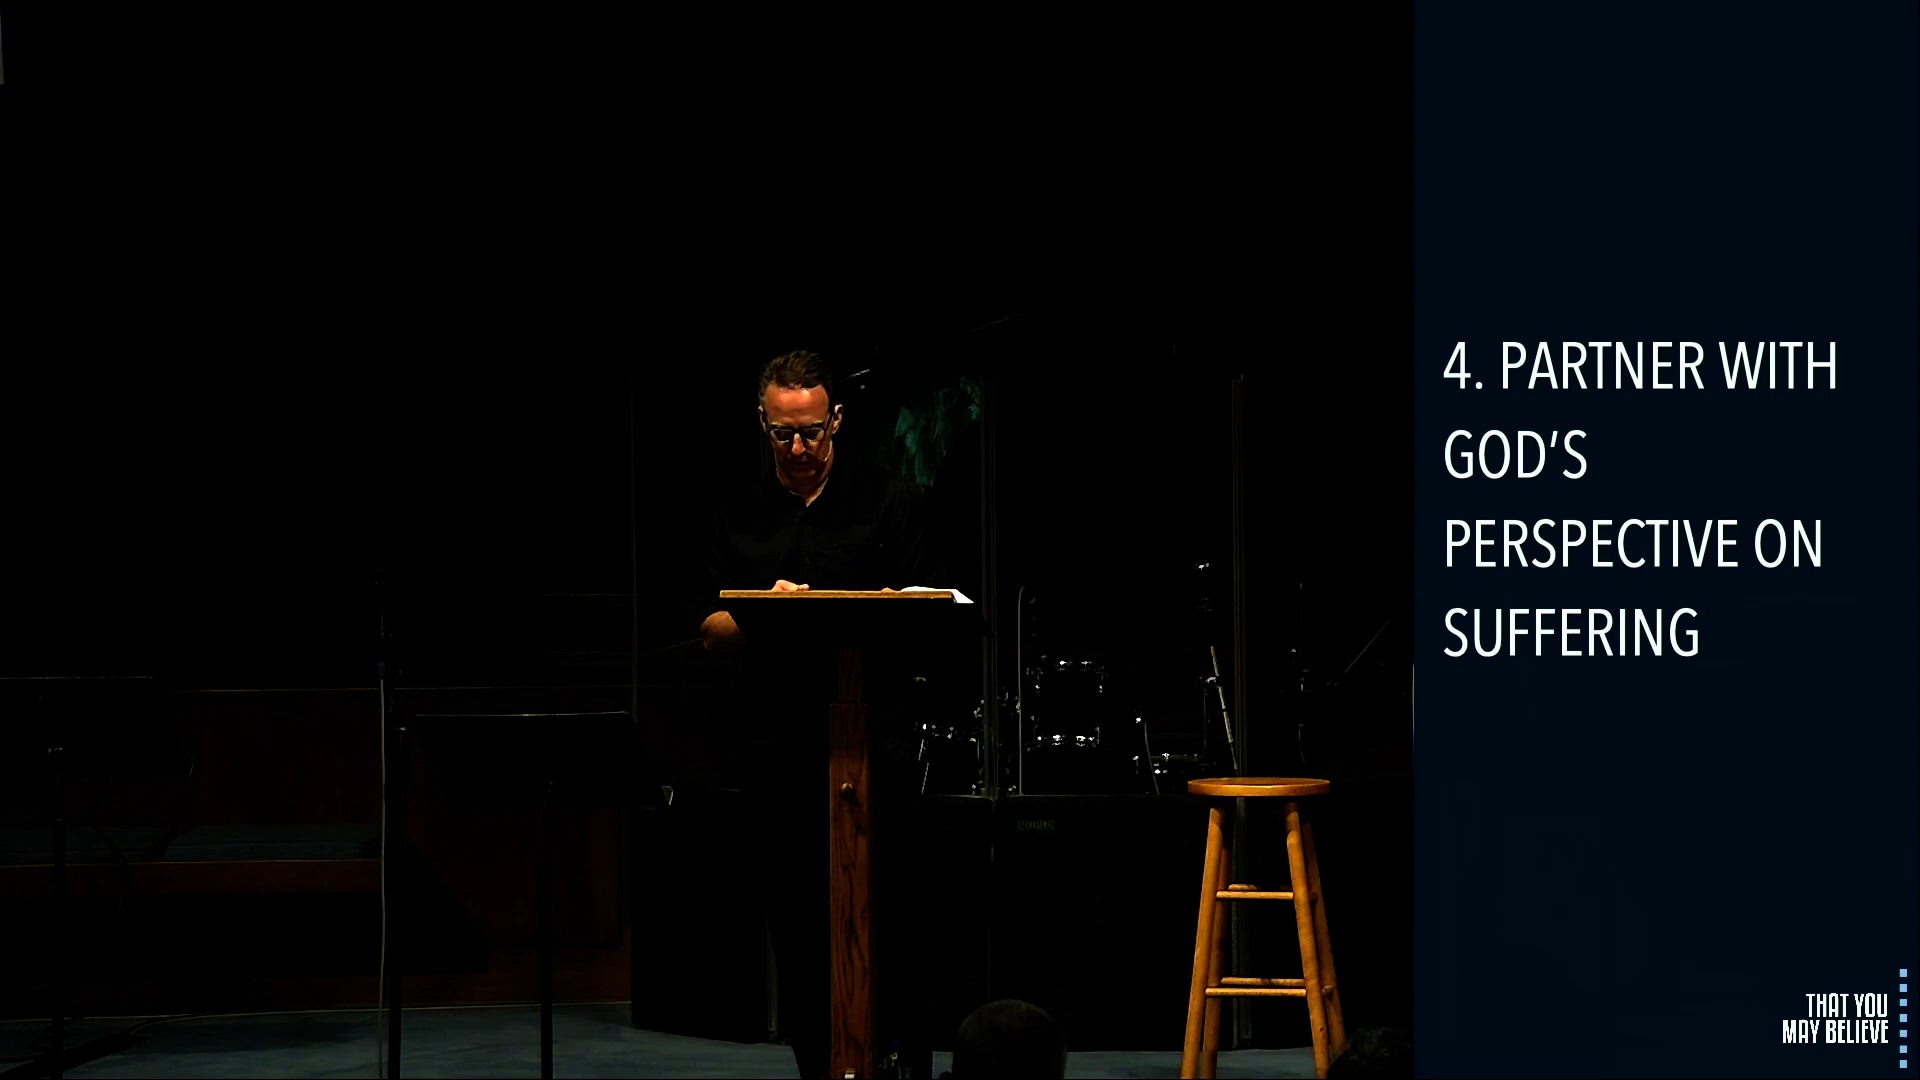 4. PARTNER WITH
GOD'S
PERSPECTIVE ON
SUFFERING
THAT YOU
MAY BELIEVE